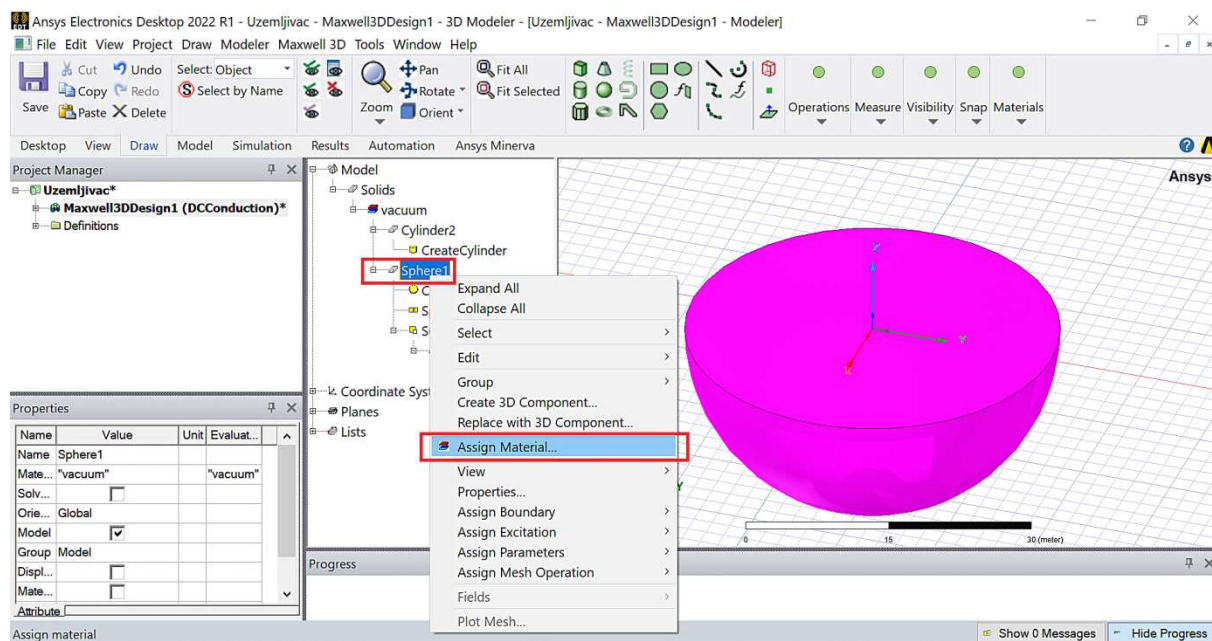 Ansys Electronics Desktop 2022 R1 - Uzemljivac - Maxwell3DDesign1 - 3D Modeler - [Uzemljivac - Maxwell3DDesign1 - Modeler]
File Edit View Project Draw Modeler Maxwell 3D Tools Window Help
Save
Cut Undo
Copy Redo
Paste Delete
Select: Object
Select by Name
Zoom
Pan
Rotate
Orient
Fit All
Fit Selected
Operations Measure Visibility Snap Materials
Desktop View Draw Model Simulation Results Automation Ansys Minerva
Project Manager
Uzemljivac*
Maxwell3DDesign1 (DCConduction)*
Definitions
Model
Solids
vacuum
Cylinder2
CreateCylinder
Sphere1
C
S
S
Coordinate Sys
Planes
Lists
Expand All
Collapse All
Select
Edit
Group
Create 3D Component...
Replace with 3D Component...
Assign Material...
View
Properties...
Assign Boundary
Assign Excitation
Assign Parameters
Assign Mesh Operation
Fields
Plot Mesh...
Ansys
Z
Y
X
Y
0 15 30 (meter)
Properties
Name Value Unit Evaluat...
Name Sphere1
Mate... "vacuum" "vacuum"
Solv...
Orie... Global
Model
Group Model
Displ...
Mate...
Attribute
Progress
Assign material
Show 0 Messages
Hide Progress